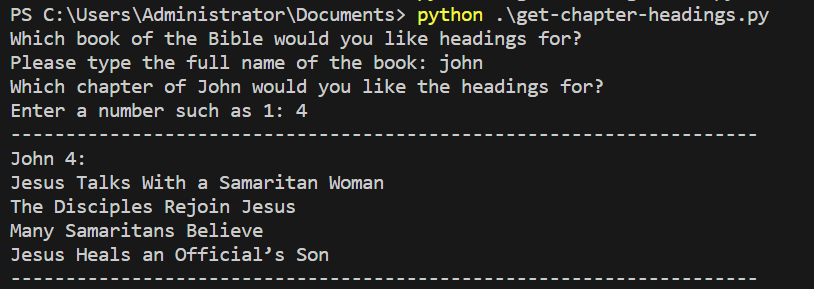 PS C:\Users\Administrator\Documents> python .\get-chapter-headings.py
Which book of the Bible would you like headings for?
Please type the full name of the book: john
Which chapter of John would you like the headings for?
Enter a number such as 1: 4
----------------------------------------------------------------
John 4:
Jesus Talks With a Samaritan Woman
The Disciples Rejoin Jesus
Many Samaritans Believe
Jesus Heals an Official’s Son
----------------------------------------------------------------